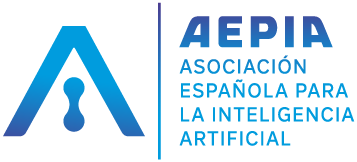 AEPIA
ASOCIACIÓN
ESPAÑOLA PARA
LA INTELIGENCIA
ARTIFICIAL